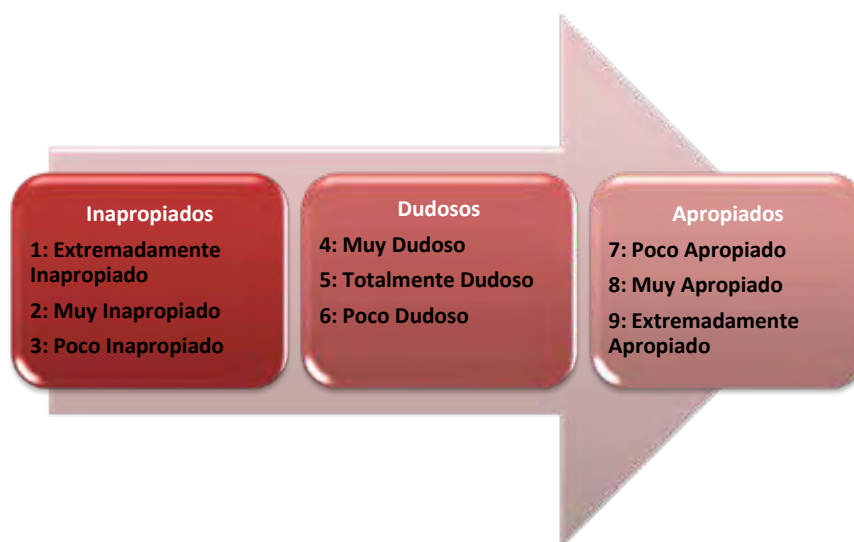 Inapropiados
1: Extremadamente
Inapropiado
2: Muy Inapropiado
3: Poco Inapropiado
Dudosos
4: Muy Dudoso
5: Totalmente Dudoso
6: Poco Dudoso
Apropiados
7: Poco Apropiado
8: Muy Apropiado
9: Extremadamente
Apropiado